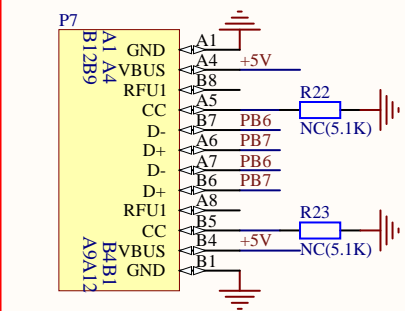 P7
A1 A4
B12B9
GND A1
VBUS A4 +5V
RFU1 B8
CC A5 R22 NC(5.1K)
D- B7 PB6
D+ A6 PB7
D- A7 PB6
D+ B6 PB7
RFU1 A8
CC B5 R23 NC(5.1K)
VBUS B4 +5V
GND B1
B4B1
A9A12